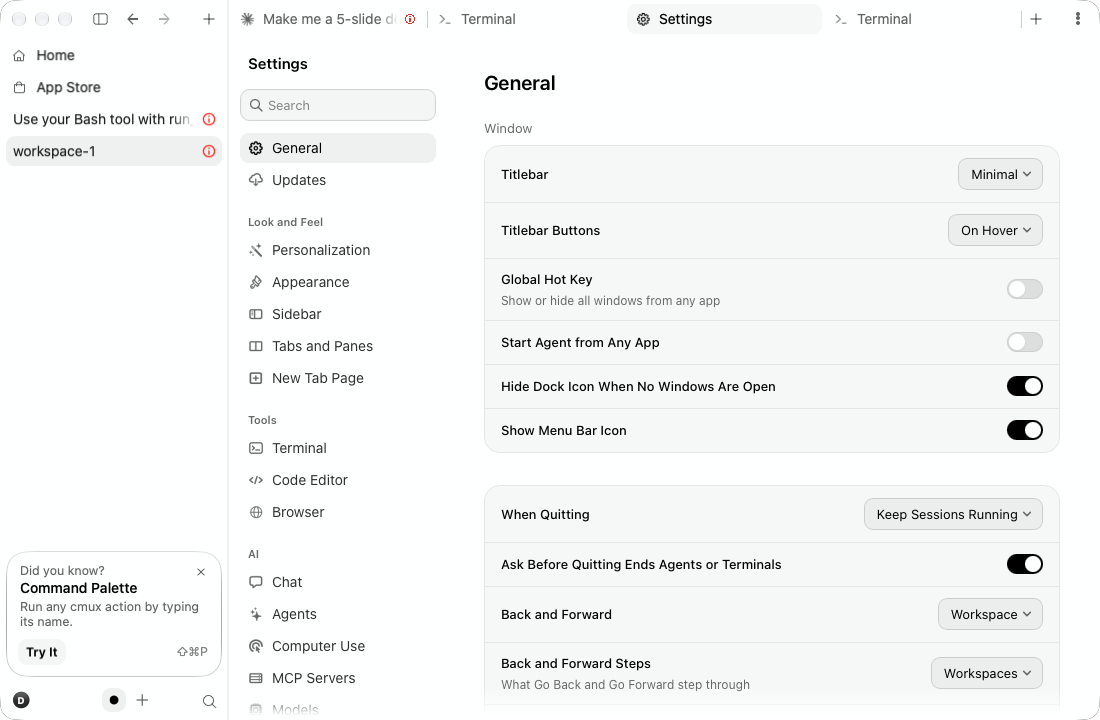 Make me a 5-slide d
Terminal
Settings
Terminal
Home
App Store
Use your Bash tool with run_
workspace-1
Did you know?
Command Palette
Run any cmux action by typing
its name.
Try It
⇧⌘P
D
Settings
Search
General
Updates
Look and Feel
Personalization
Appearance
Sidebar
Tabs and Panes
New Tab Page
Tools
Terminal
Code Editor
Browser
AI
Chat
Agents
Computer Use
MCP Servers
Models
General
Window
Titlebar
Minimal
Titlebar Buttons
On Hover
Global Hot Key
Show or hide all windows from any app
Start Agent from Any App
Hide Dock Icon When No Windows Are Open
Show Menu Bar Icon
When Quitting
Keep Sessions Running
Ask Before Quitting Ends Agents or Terminals
Back and Forward
Workspace
Back and Forward Steps
What Go Back and Go Forward step through
Workspaces